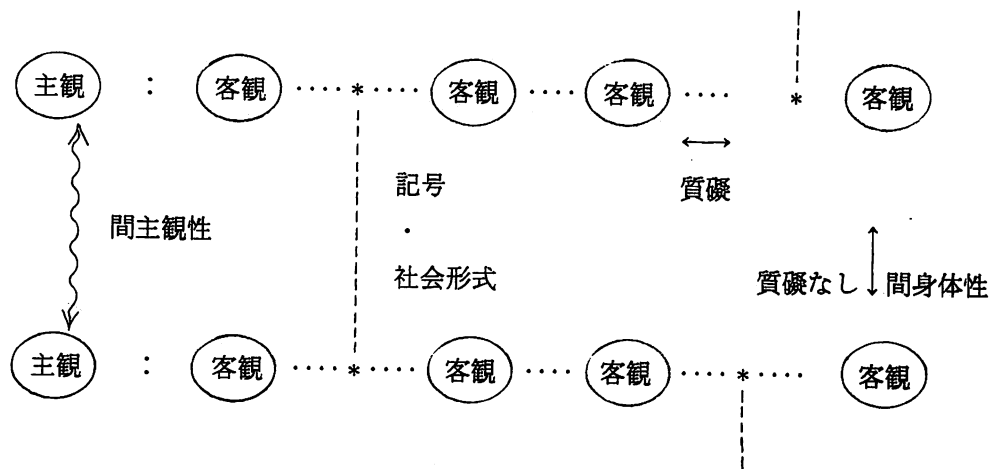 主観 : 客観 ····*···· 客観 ···· 客観 ···· * 客観
記号
質礙
・
間主観性
社会形式
質礙なし 間身体性
主観 : 客観 ····*···· 客観 ···· 客観 ····*···· 客観